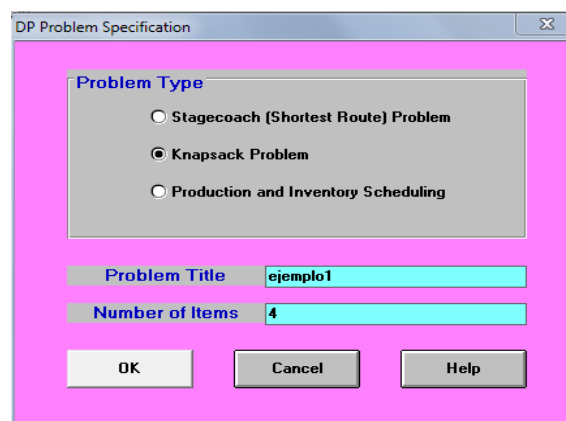 DP Problem Specification
Problem Type
Stagecoach (Shortest Route) Problem
Knapsack Problem
Production and Inventory Scheduling
Problem Title ejemplo1
Number of Items 4
OK Cancel Help